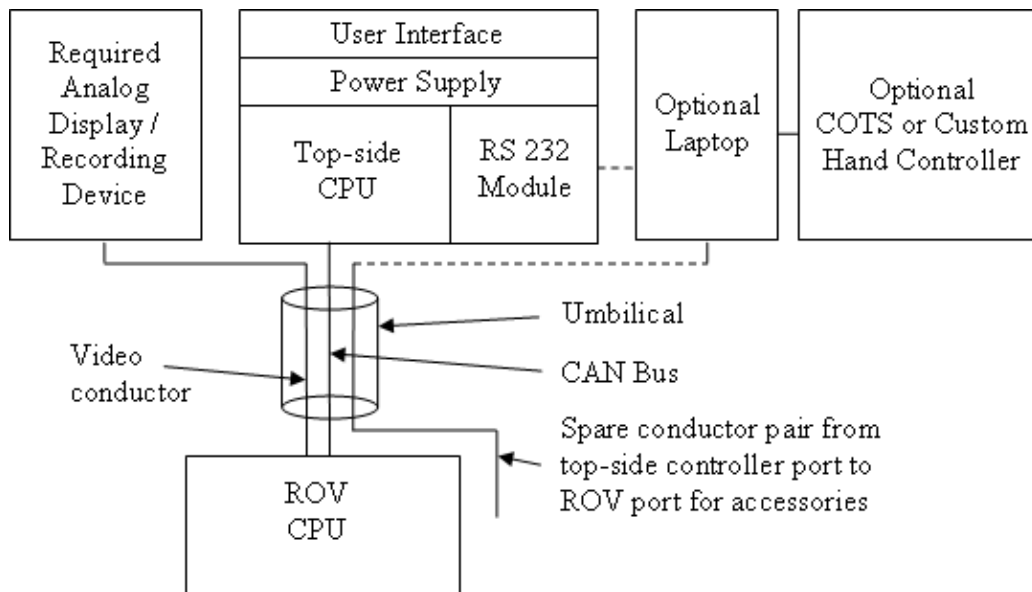 Required
Analog
Display /
Recording
Device
User Interface
Power Supply
Top-side
CPU
RS 232
Module
Optional
Laptop
Optional
COTS or Custom
Hand Controller
Umbilical
Video
conductor
CAN Bus
Spare conductor pair from
top-side controller port to
ROV port for accessories
ROV
CPU